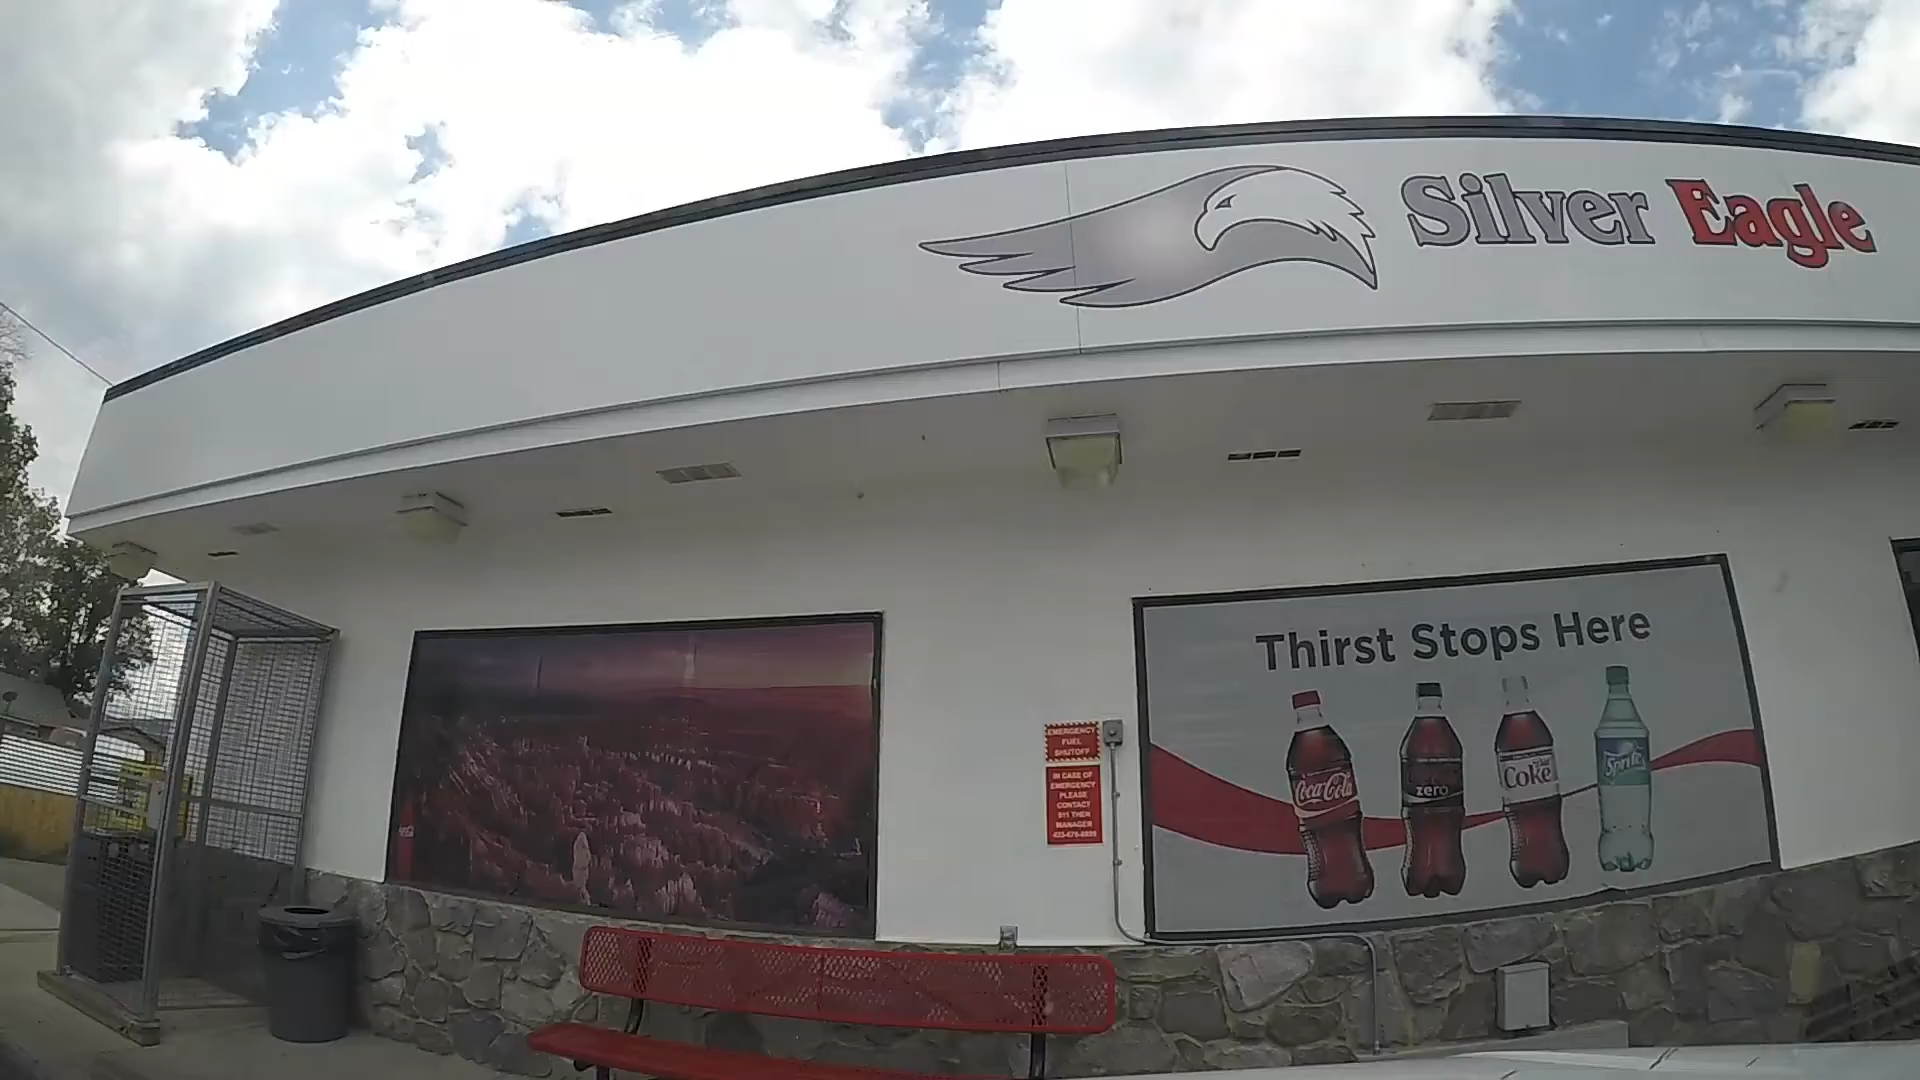 Silver Eagle
Thirst Stops Here
EMERGENCY
FUEL
SHUTOFF
IN CASE OF
EMERGENCY
PLEASE
CONTACT
911 THEN
MANAGER
Coca-Cola
zero
Diet
Coke
Sprite